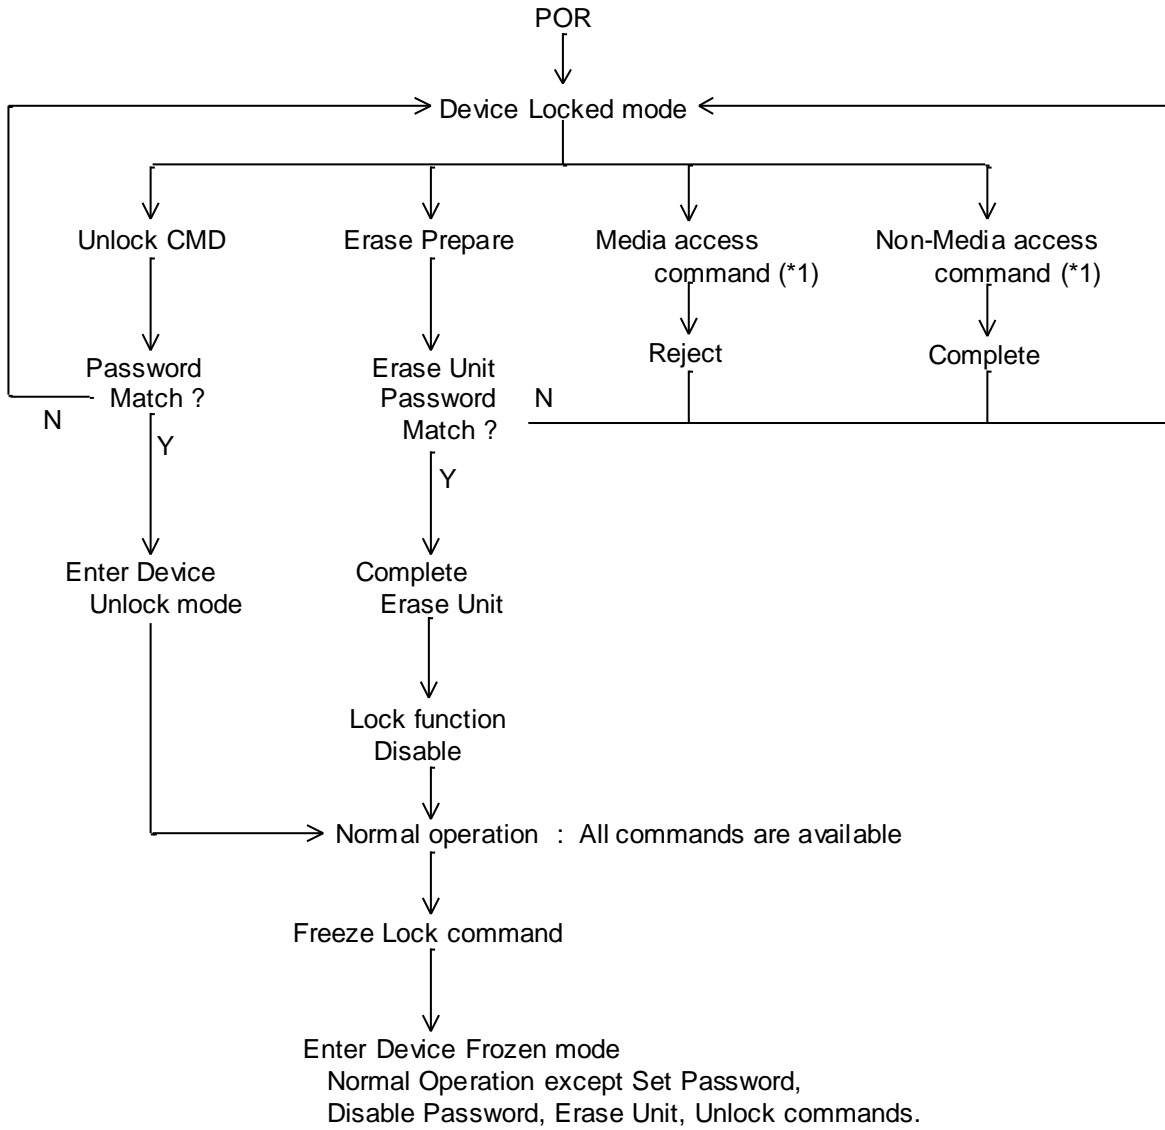 POR
Device Locked mode
Unlock CMD
Erase Prepare
Media access
command (*1)
Non-Media access
command (*1)
Password
Match ?
N
Y
Erase Unit
Password
Match ?
N
Y
Reject
Complete
Enter Device
Unlock mode
Complete
Erase Unit
Lock function
Disable
Normal operation : All commands are available
Freeze Lock command
Enter Device Frozen mode
Normal Operation except Set Password,
Disable Password, Erase Unit, Unlock commands.